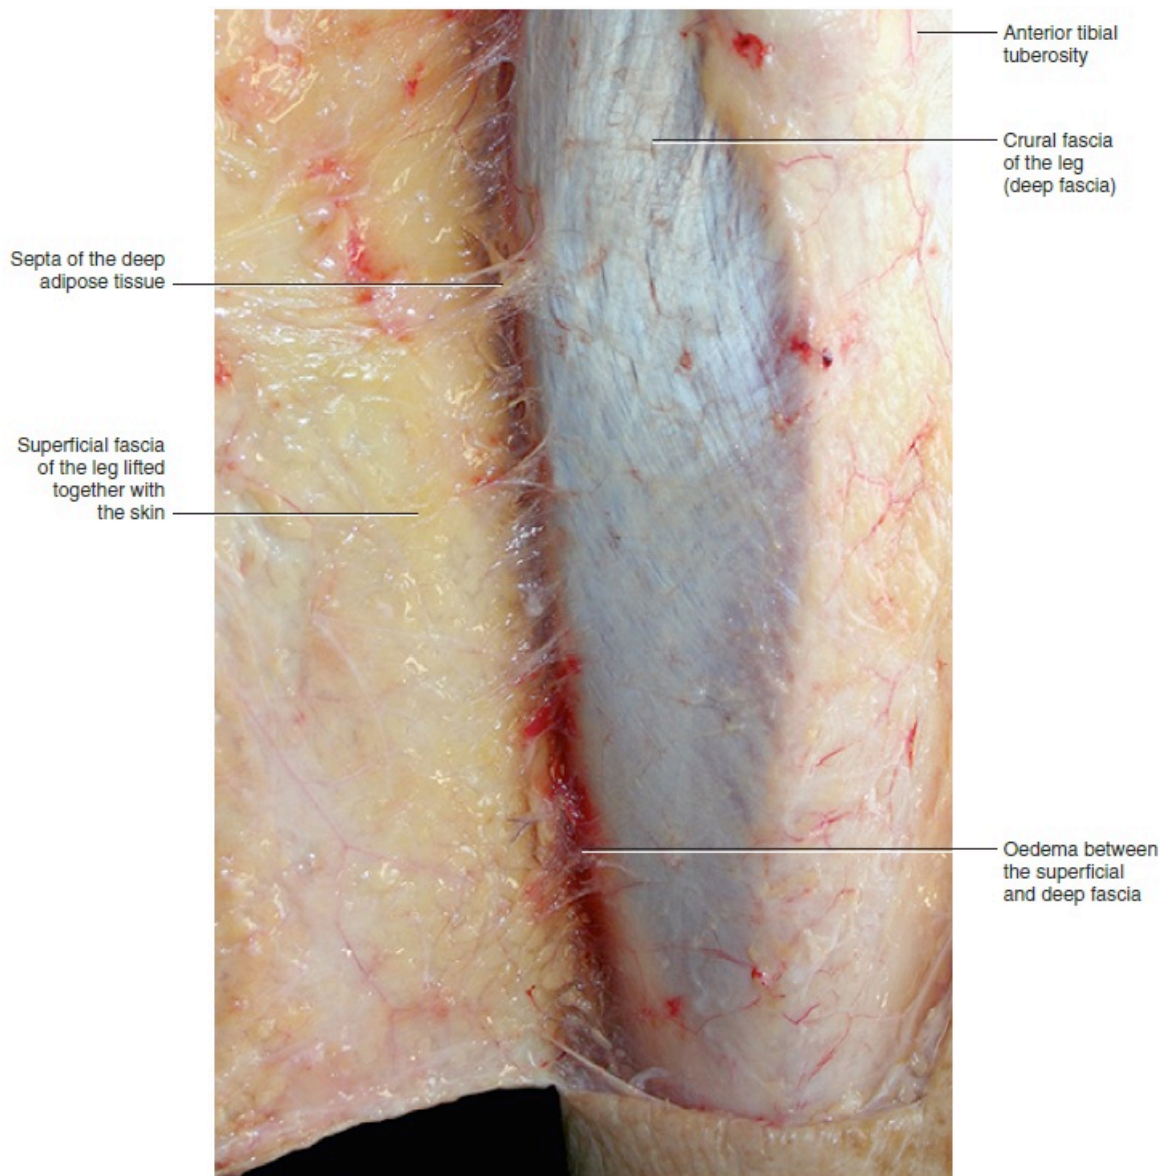 Anterior tibial
tuberosity
Crural fascia
of the leg
(deep fascia)
Septa of the deep
adipose tissue
Superficial fascia
of the leg lifted
together with
the skin
Oedema between
the superficial
and deep fascia